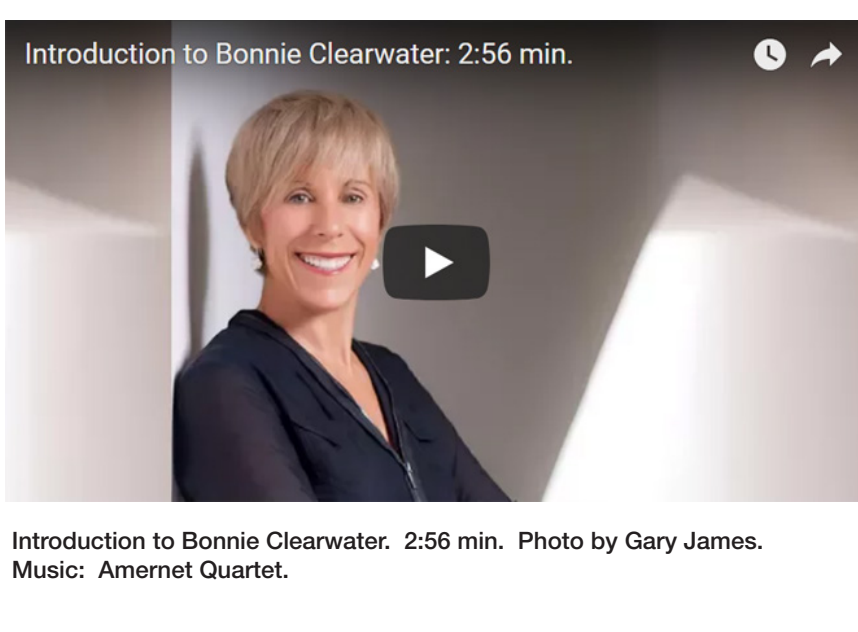 Introduction to Bonnie Clearwater: 2:56 min.
Introduction to Bonnie Clearwater.  2:56 min.  Photo by Gary James.
Music:  Amernet Quartet.